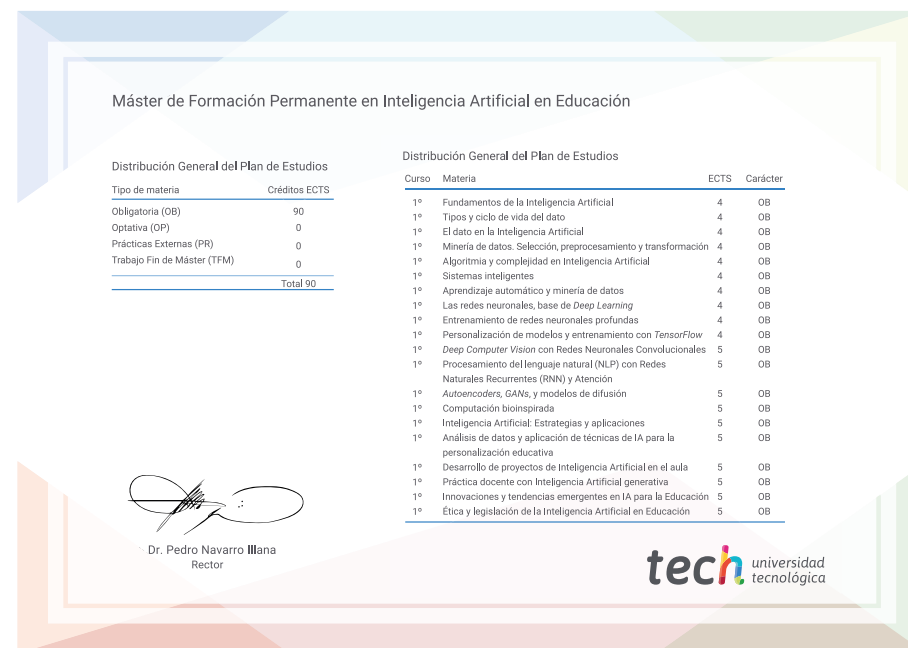 Máster de Formación Permanente en Inteligencia Artificial en Educación
Distribución General del Plan de Estudios
Tipo de materia Créditos ECTS
Obligatoria (OB) 90
Optativa (OP) 0
Prácticas Externas (PR) 0
Trabajo Fin de Máster (TFM) 0
Total 90
Distribución General del Plan de Estudios
Curso Materia ECTS Carácter
1º Fundamentos de la Inteligencia Artificial 4 OB
1º Tipos y ciclo de vida del dato 4 OB
1º El dato en la Inteligencia Artificial 4 OB
1º Minería de datos. Selección, preprocesamiento y transformación 4 OB
1º Algoritmia y complejidad en Inteligencia Artificial 4 OB
1º Sistemas inteligentes 4 OB
1º Aprendizaje automático y minería de datos 4 OB
1º Las redes neuronales, base de Deep Learning 4 OB
1º Entrenamiento de redes neuronales profundas 4 OB
1º Personalización de modelos y entrenamiento con TensorFlow 4 OB
1º Deep Computer Vision con Redes Neuronales Convolucionales 5 OB
1º Procesamiento del lenguaje natural (NLP) con Redes 5 OB
Naturales Recurrentes (RNN) y Atención
1º Autoencoders, GANs, y modelos de difusión 5 OB
1º Computación bioinspirada 5 OB
1º Inteligencia Artificial: Estrategias y aplicaciones 5 OB
1º Análisis de datos y aplicación de técnicas de IA para la 5 OB
personalización educativa
1º Desarrollo de proyectos de Inteligencia Artificial en el aula 5 OB
1º Práctica docente con Inteligencia Artificial generativa 5 OB
1º Innovaciones y tendencias emergentes en IA para la Educación 5 OB
1º Ética y legislación de la Inteligencia Artificial en Educación 5 OB
Dr. Pedro Navarro Illana
Rector
tech universidad
tecnológica